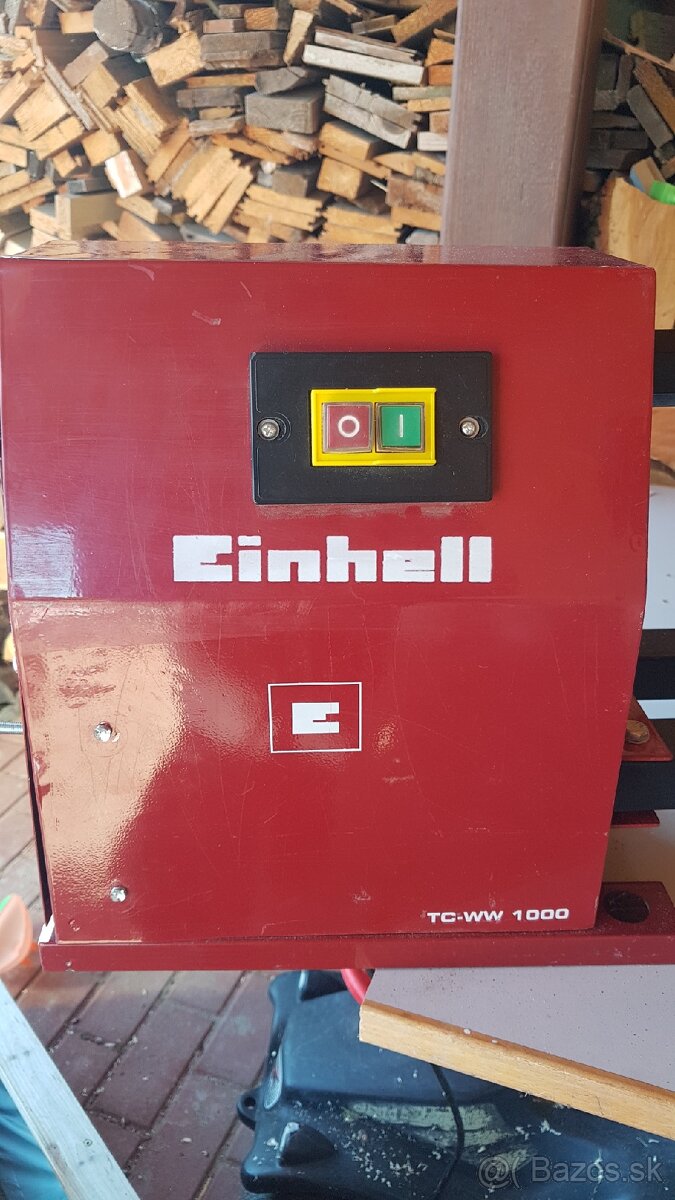 O I
Einhell
E
TC-WW 1000
@( Bazos.sk